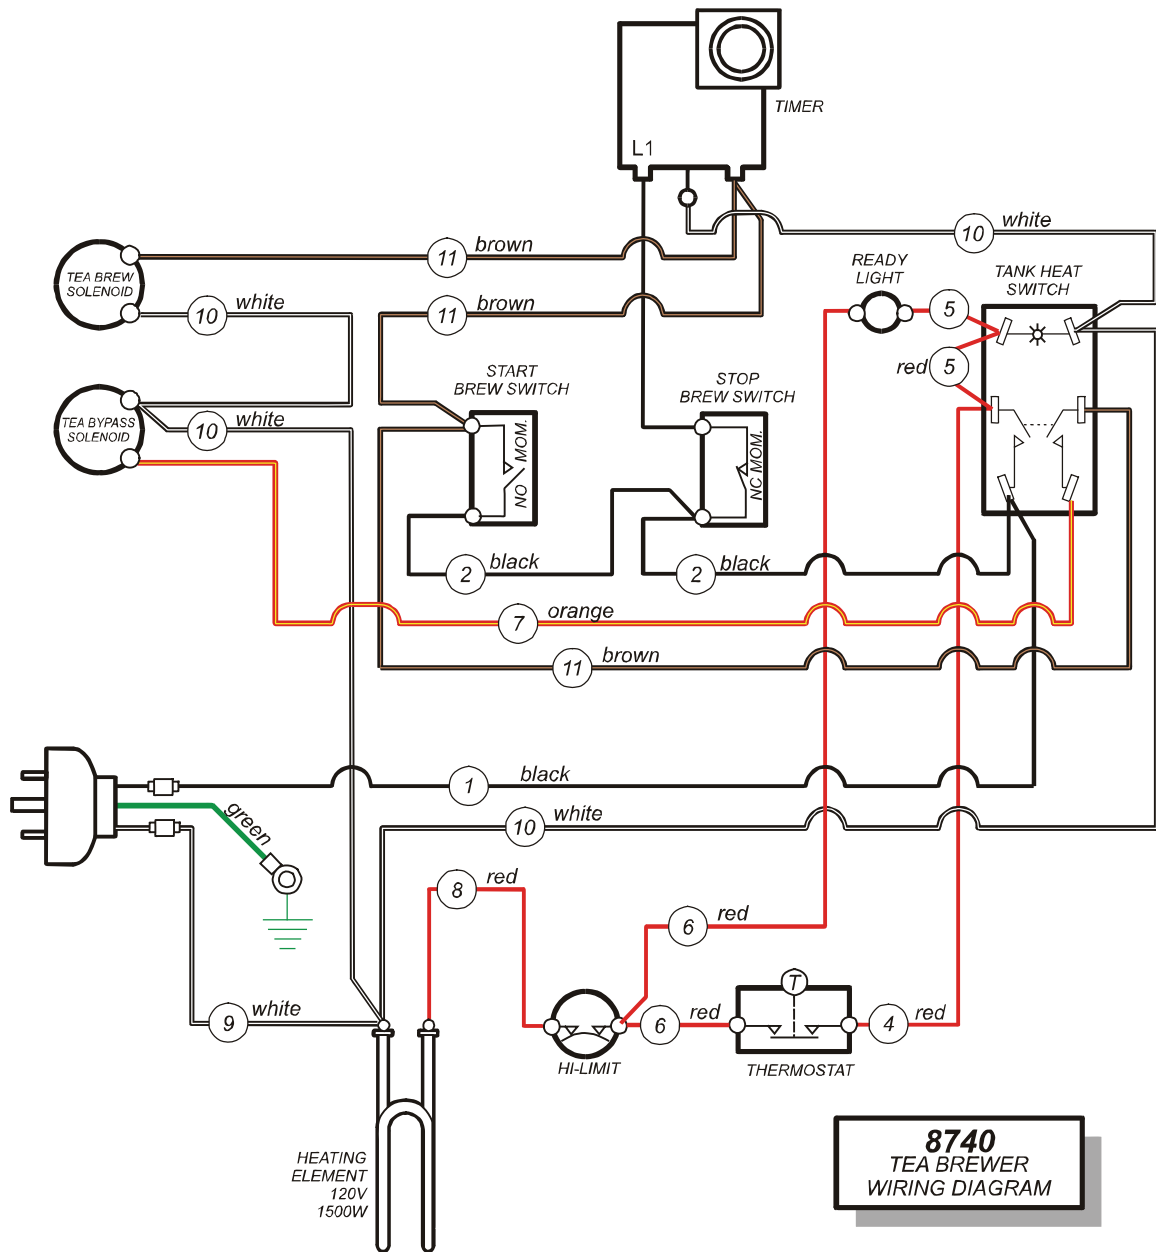 TIMER
L1
10 white
11 brown
READY
LIGHT
TANK HEAT
SWITCH
TEA BREW
SOLENOID
10 white
11 brown
5
red 5
START
BREW SWITCH
STOP
BREW SWITCH
TEA BYPASS
SOLENOID
10 white
NO MOM.
NC MOM.
2 black
2 black
7 orange
11 brown
1 black
green
10 white
8 red
6 red
T
9 white
6 red
4 red
HI-LIMIT
THERMOSTAT
HEATING
ELEMENT
120V
1500W
8740
TEA BREWER
WIRING DIAGRAM